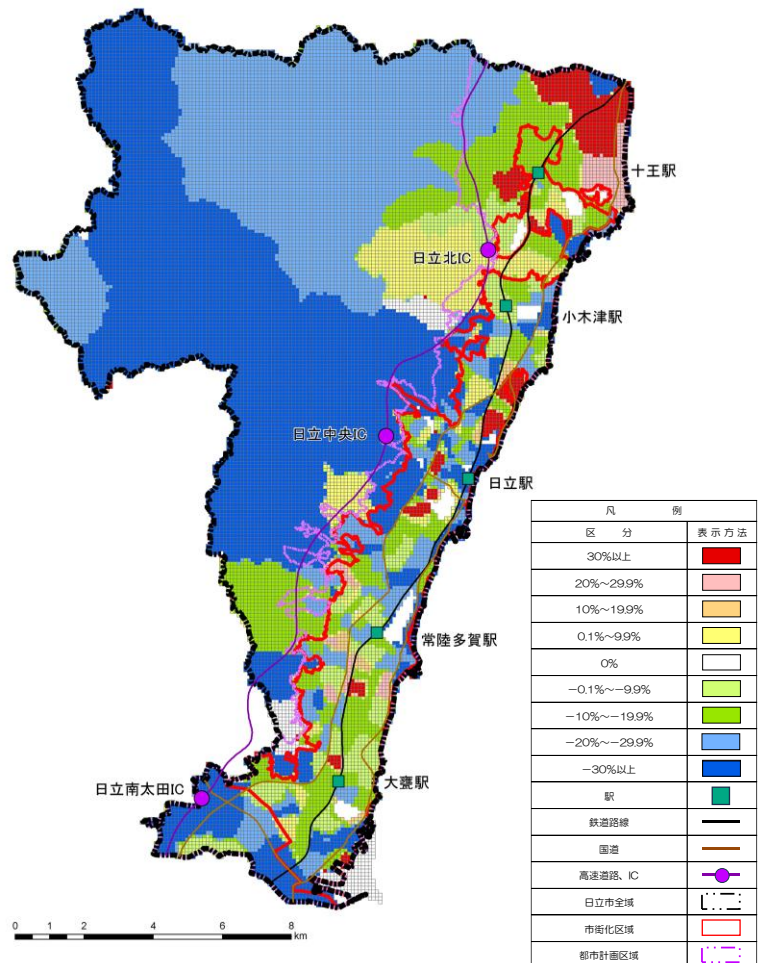 十王駅
日立北IC
小木津駅
日立中央IC
日立駅
常陸多賀駅
日立南太田IC
大甕駅
0 1 2 4 6 8
km
凡 例
区 分 表示方法
30%以上
20%~29.9%
10%~19.9%
0.1%~9.9%
0%
-0.1%~-9.9%
-10%~-19.9%
-20%~-29.9%
-30%以上
駅
鉄道路線
国道
高速道路、IC
日立市全域
市街化区域
都市計画区域